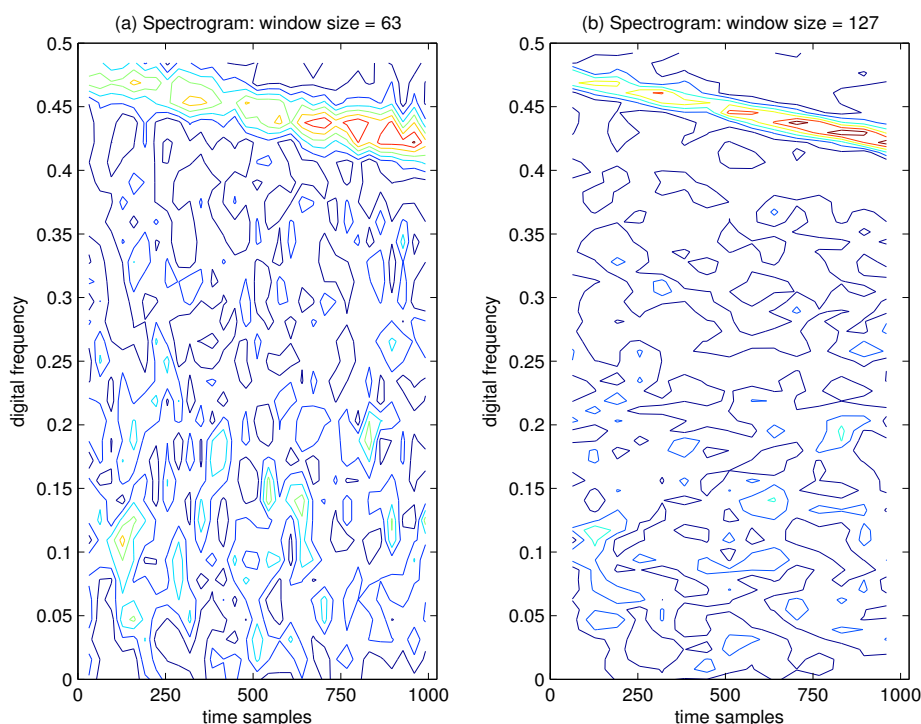 (a) Spectrogram: window size = 63
0.5
0.45
0.4
0.35
0.3
0.25
0.2
0.15
0.1
0.05
0
digital frequency
0 250 500 750 1000
time samples
(b) Spectrogram: window size = 127
0.5
0.45
0.4
0.35
0.3
0.25
0.2
0.15
0.1
0.05
0
digital frequency
0 250 500 750 1000
time samples